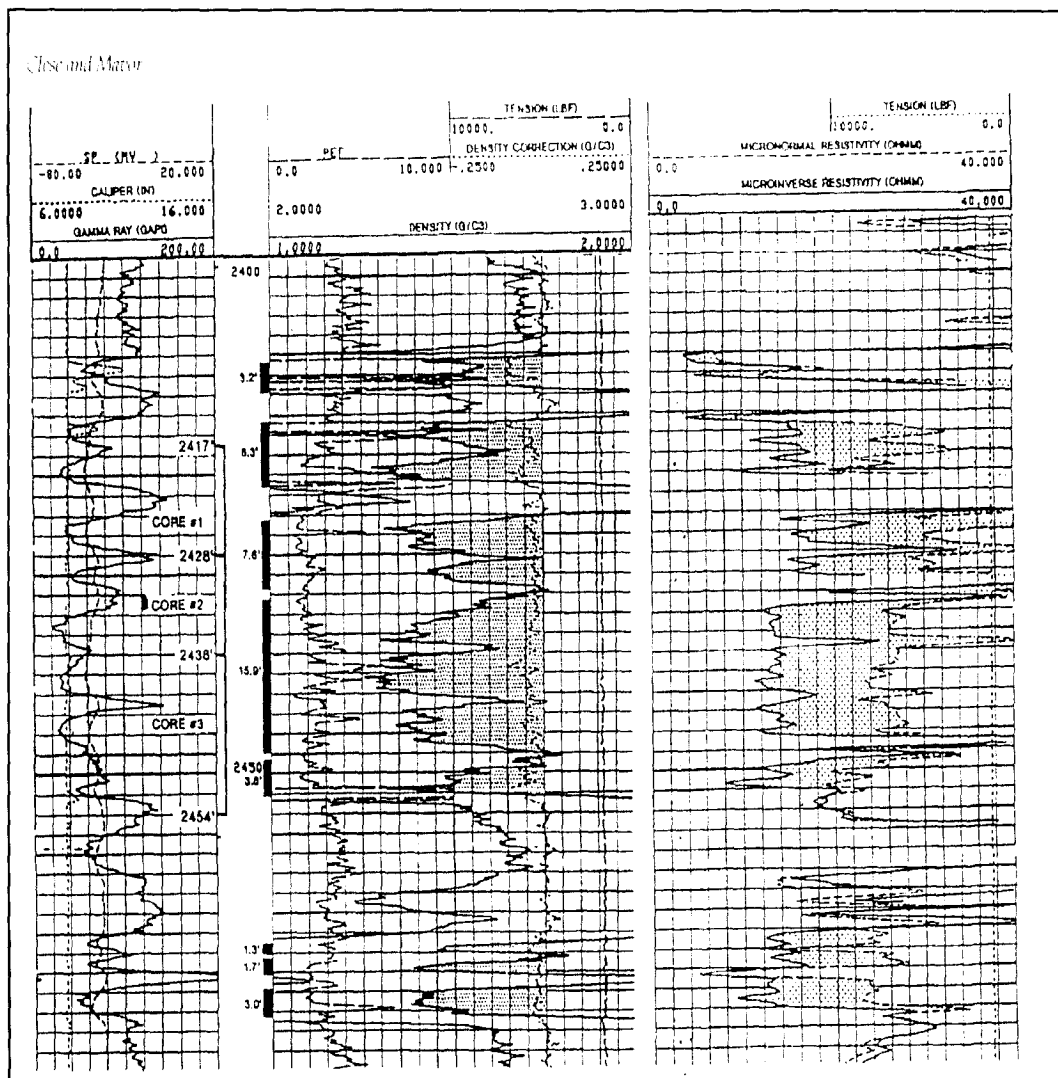 Close and Mavor
SP (MV )
-80.00 20.000
CALIPER (IN)
6.0000 16.000
GAMMA RAY (GAPI)
0.0 200.00
TENSION (LBF)
10000. 0.0
PEF
DENSITY CORRECTION (G/C3)
0.0 10.000 -.2500 .25000
2.0000 3.0000
DENSITY (G/C3)
1.0000 2.0000
TENSION (LBF)
10000. 0.0
MICRONORMAL RESISTIVITY (OHMM)
0.0 40.000
MICROINVERSE RESISTIVITY (OHMM)
0.0 40.000
2400
2417'
CORE #1
2428'
7.6'
CORE #2
2438'
15.9'
CORE #3
2450
3.8'
2454'
1.3'
1.7'
3.0'